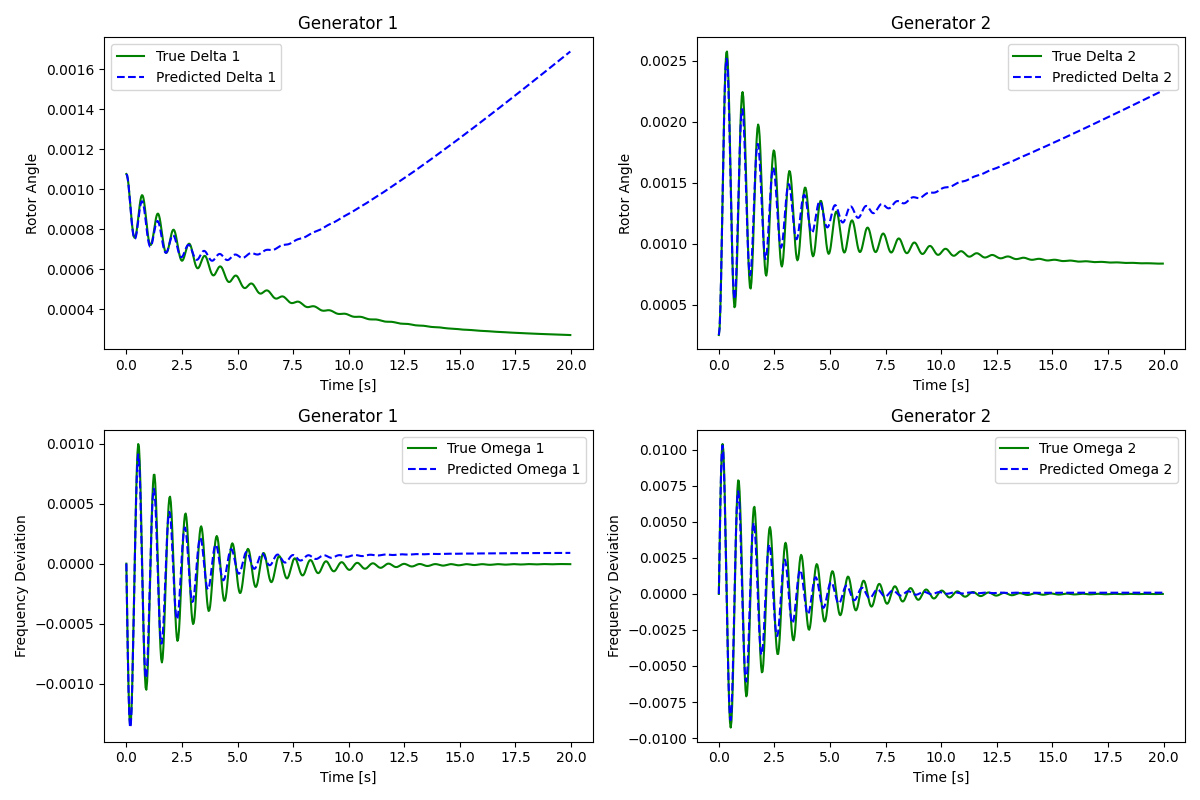 Generator 1
Rotor Angle
0.0016
0.0014
0.0012
0.0010
0.0008
0.0006
0.0004
True Delta 1
Predicted Delta 1
0.0 2.5 5.0 7.5 10.0 12.5 15.0 17.5 20.0
Time [s]
Generator 2
Rotor Angle
0.0025
0.0020
0.0015
0.0010
0.0005
True Delta 2
Predicted Delta 2
0.0 2.5 5.0 7.5 10.0 12.5 15.0 17.5 20.0
Time [s]
Generator 1
Frequency Deviation
0.0010
0.0005
0.0000
−0.0005
−0.0010
True Omega 1
Predicted Omega 1
0.0 2.5 5.0 7.5 10.0 12.5 15.0 17.5 20.0
Time [s]
Generator 2
Frequency Deviation
0.0100
0.0075
0.0050
0.0025
0.0000
−0.0025
−0.0050
−0.0075
−0.0100
True Omega 2
Predicted Omega 2
0.0 2.5 5.0 7.5 10.0 12.5 15.0 17.5 20.0
Time [s]